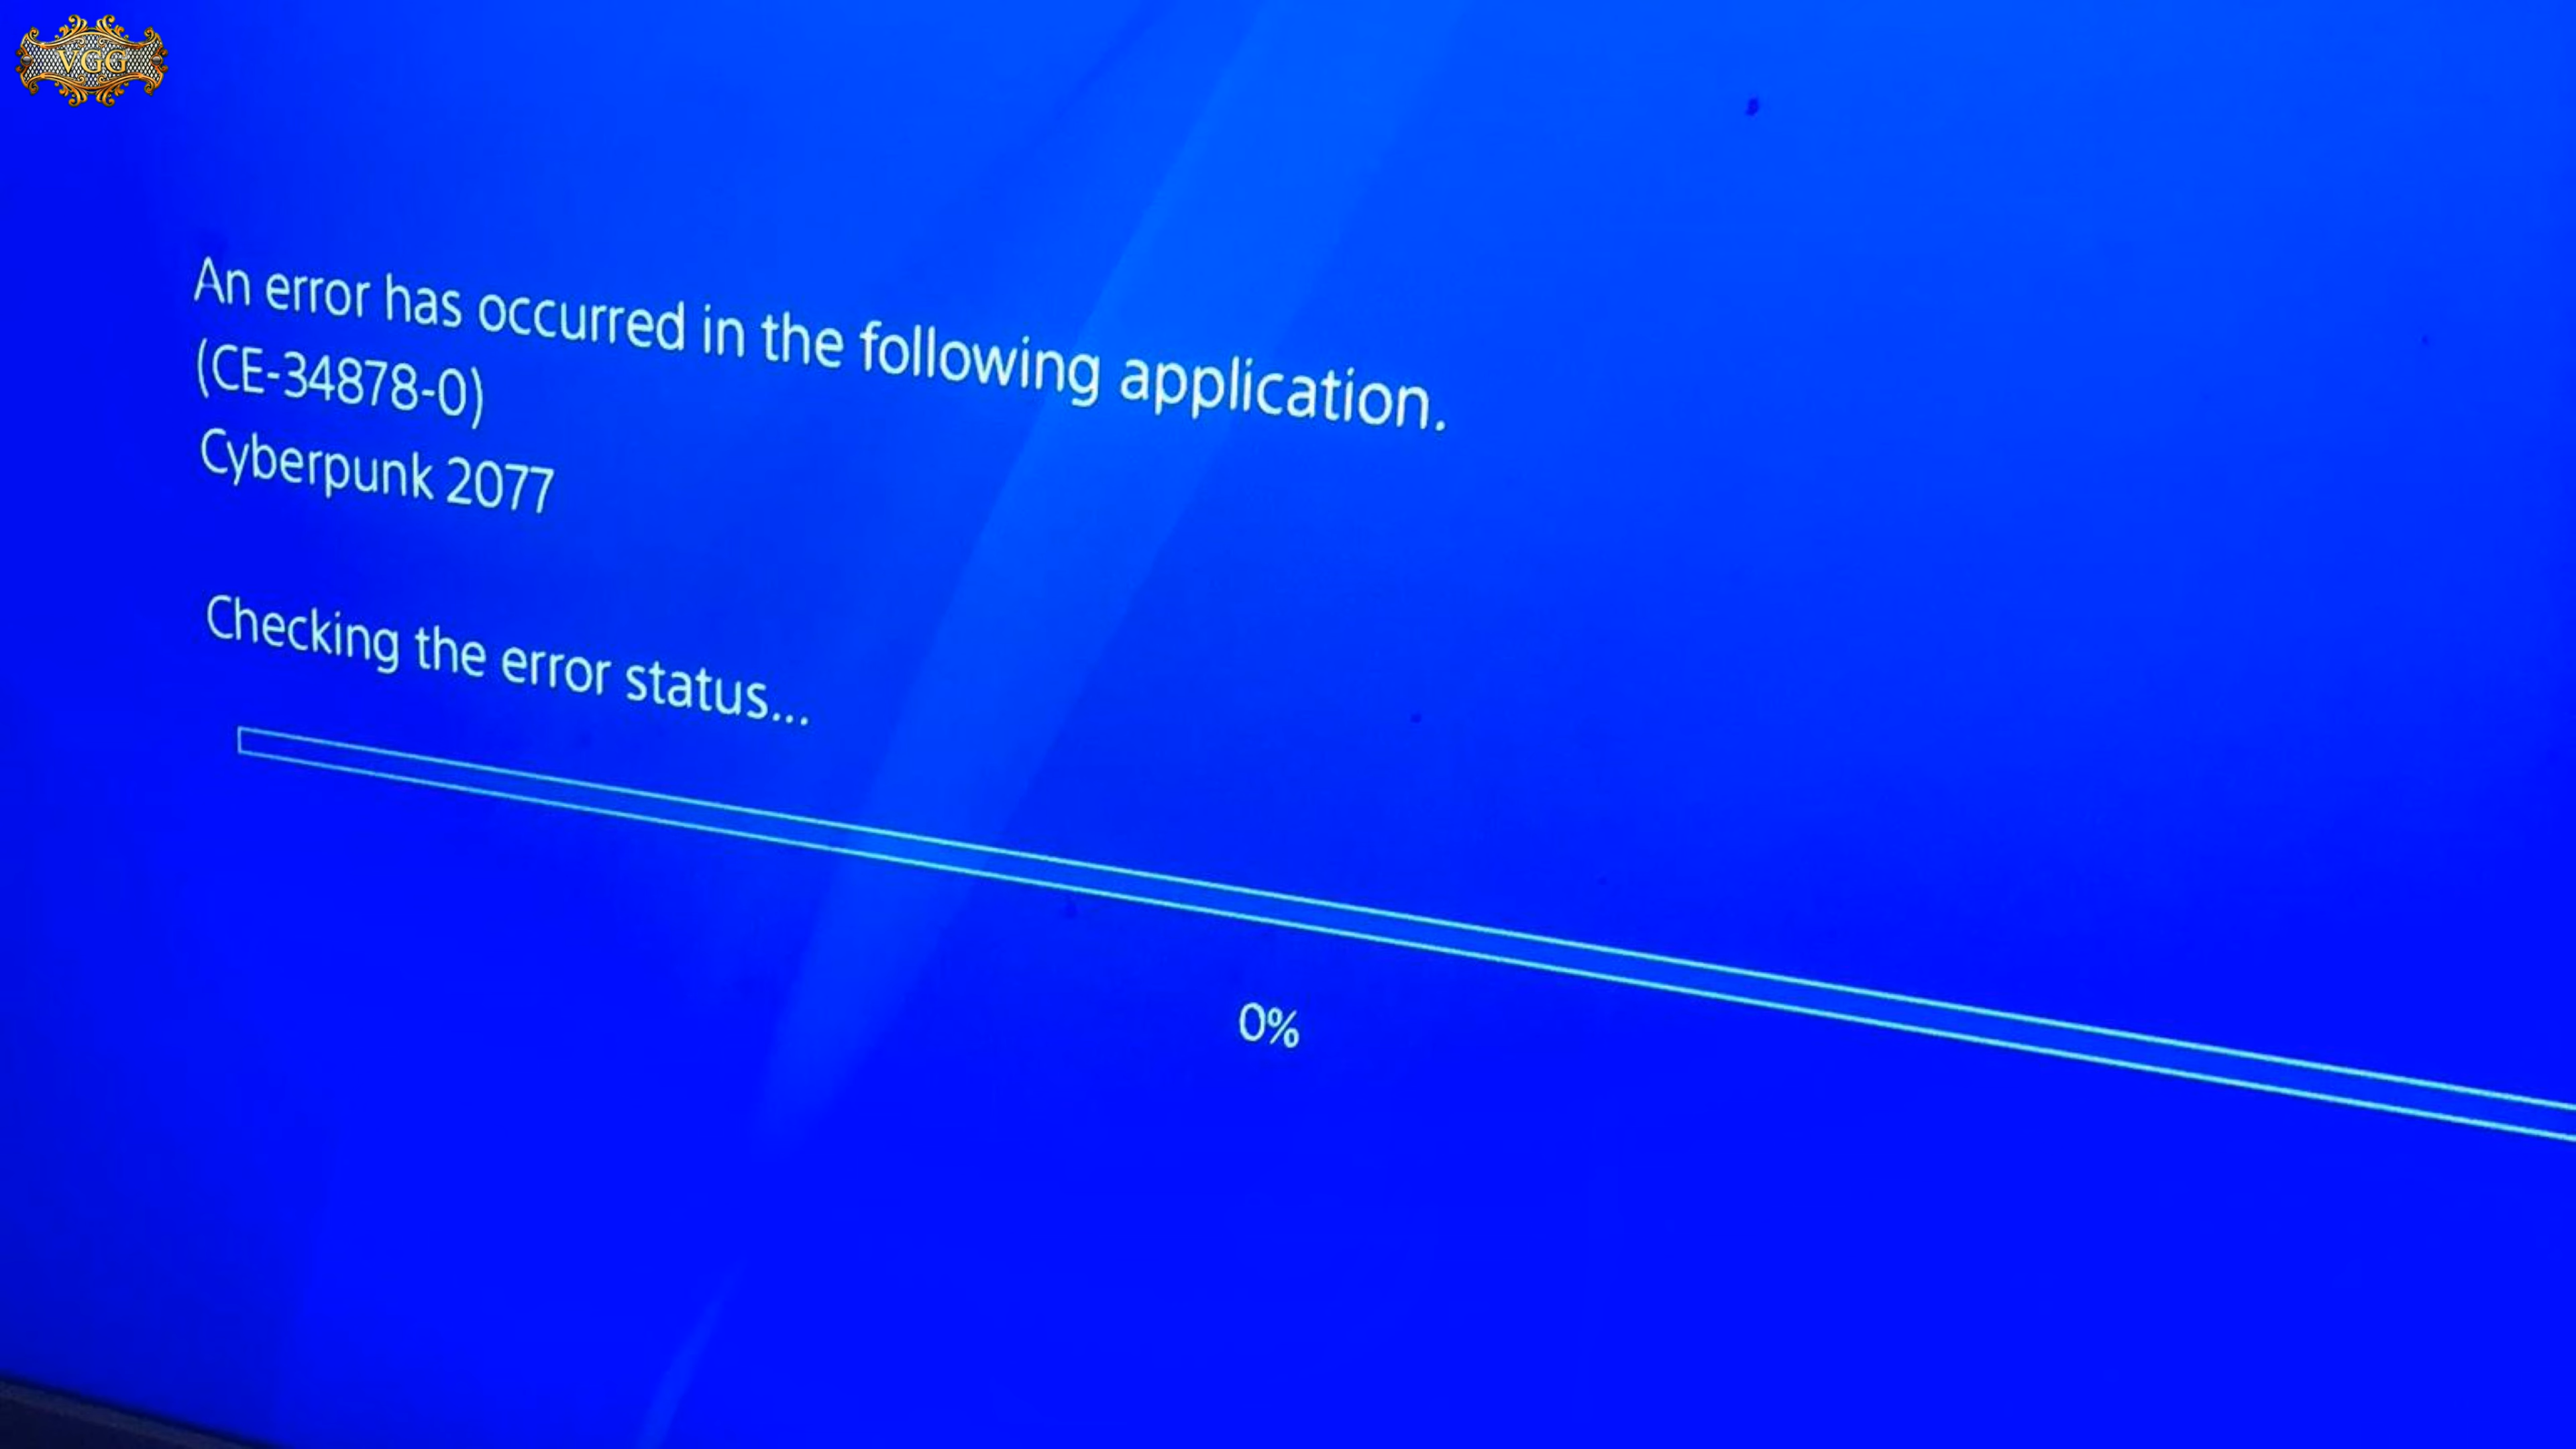 VGG
An error has occurred in the following application.
(CE-34878-0)
Cyberpunk 2077
Checking the error status...
0%